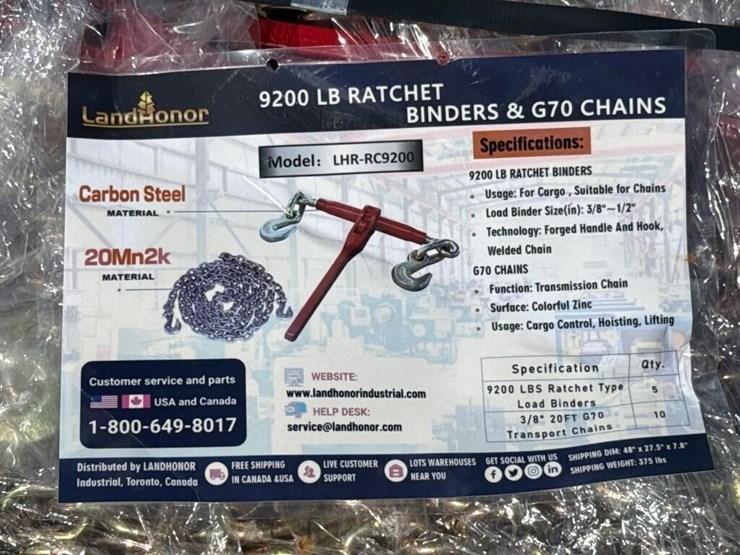 LandHonor
9200 LB RATCHET
BINDERS & G70 CHAINS
Model: LHR-RC9200
Carbon Steel
MATERIAL
20Mn2k
MATERIAL
Specifications:
9200 LB RATCHET BINDERS
• Usage: For Cargo , Suitable for Chains
• Load Binder Size(in): 3/8"~1/2"
• Technology: Forged Handle And Hook,
Welded Chain
G70 CHAINS
• Function: Transmission Chain
• Surface: Colorful Zinc
• Usage: Cargo Control, Hoisting, Lifting
Specification Qty.
9200 LBS Ratchet Type
Load Binders 5
3/8" 20FT G70
Transport Chains 10
Customer service and parts
USA and Canada
1-800-649-8017
WEBSITE:
www.landhonorindustrial.com
HELP DESK:
service@landhonor.com
Distributed by LANDHONOR
Industrial, Toronto, Canada
FREE SHIPPING
IN CANADA &USA
LIVE CUSTOMER
SUPPORT
LOTS WAREHOUSES
NEAR YOU
GET SOCIAL WITH US
SHIPPING DIM: 48" x 27.5" x 7.8"
SHIPPING WEIGHT: 375 lbs